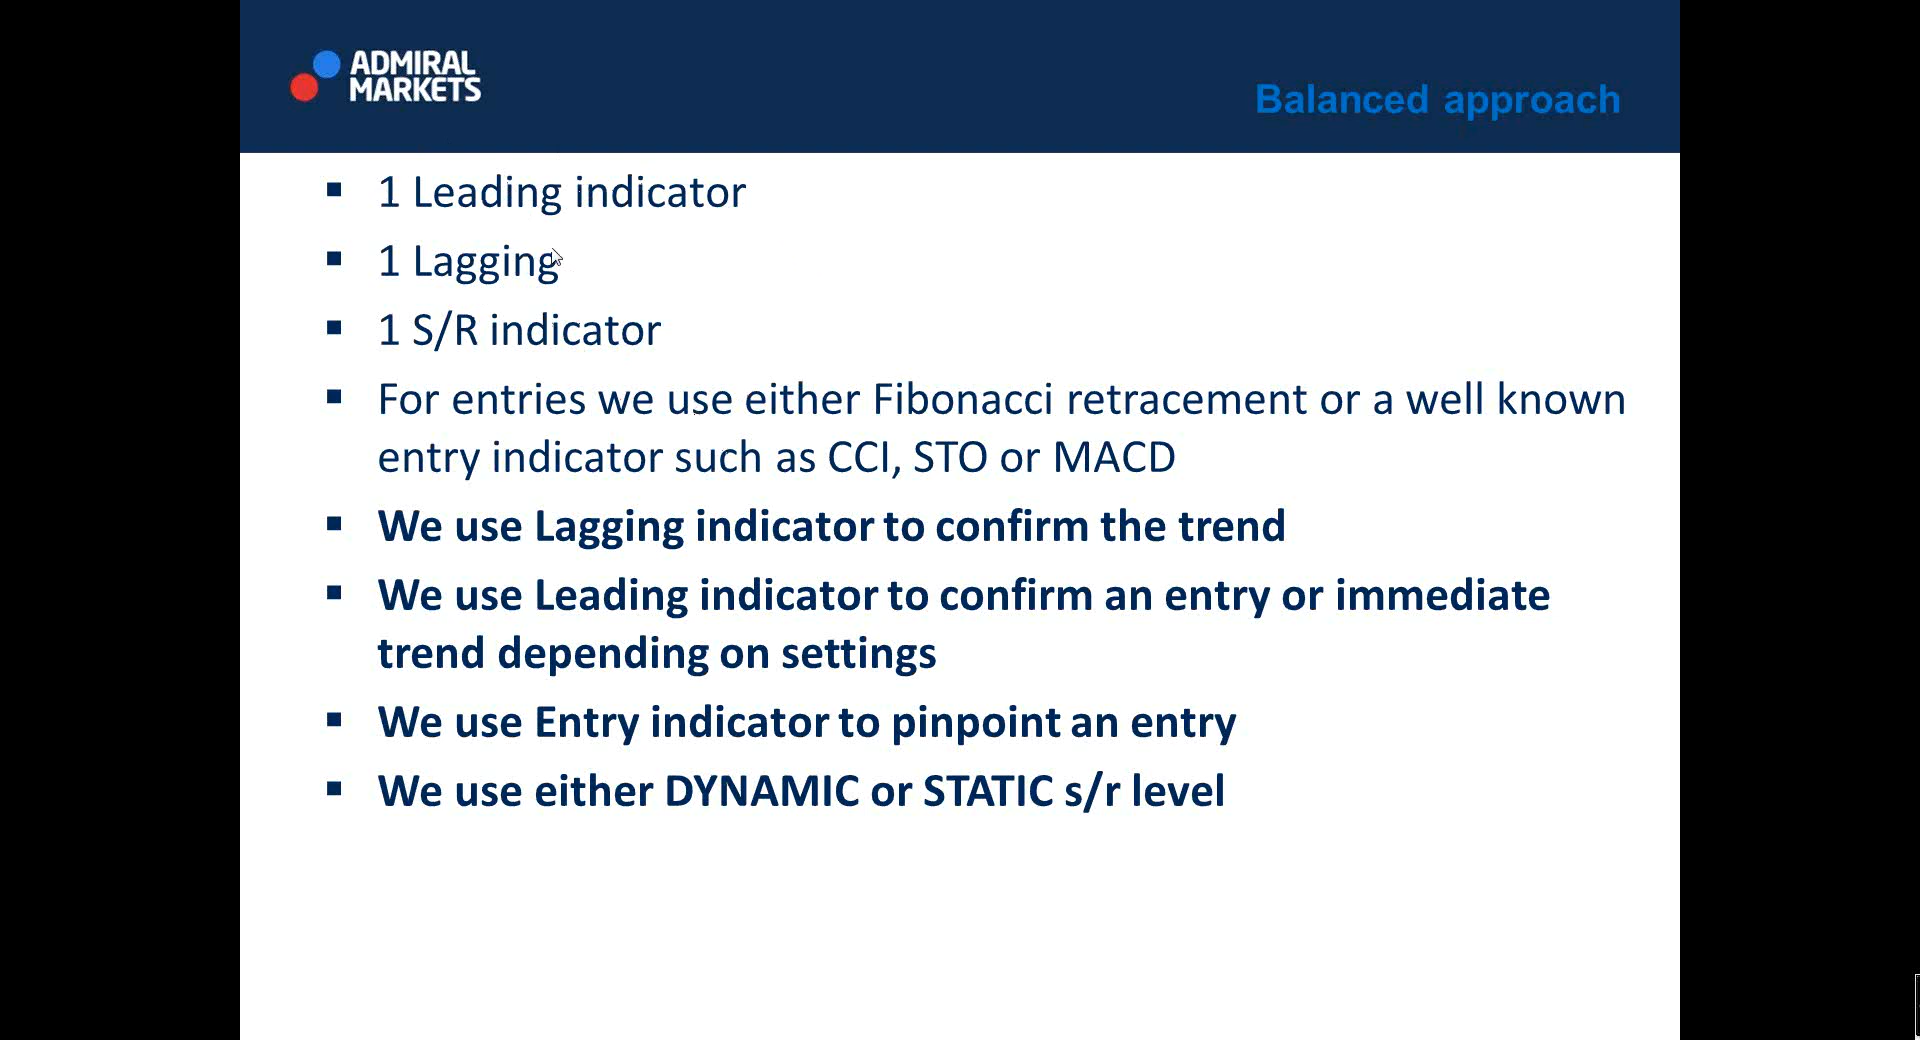 ADMIRAL
MARKETS
Balanced approach
1 Leading indicator
1 Lagging
1 S/R indicator
For entries we use either Fibonacci retracement or a well known
entry indicator such as CCI, STO or MACD
We use Lagging indicator to confirm the trend
We use Leading indicator to confirm an entry or immediate
trend depending on settings
We use Entry indicator to pinpoint an entry
We use either DYNAMIC or STATIC s/r level